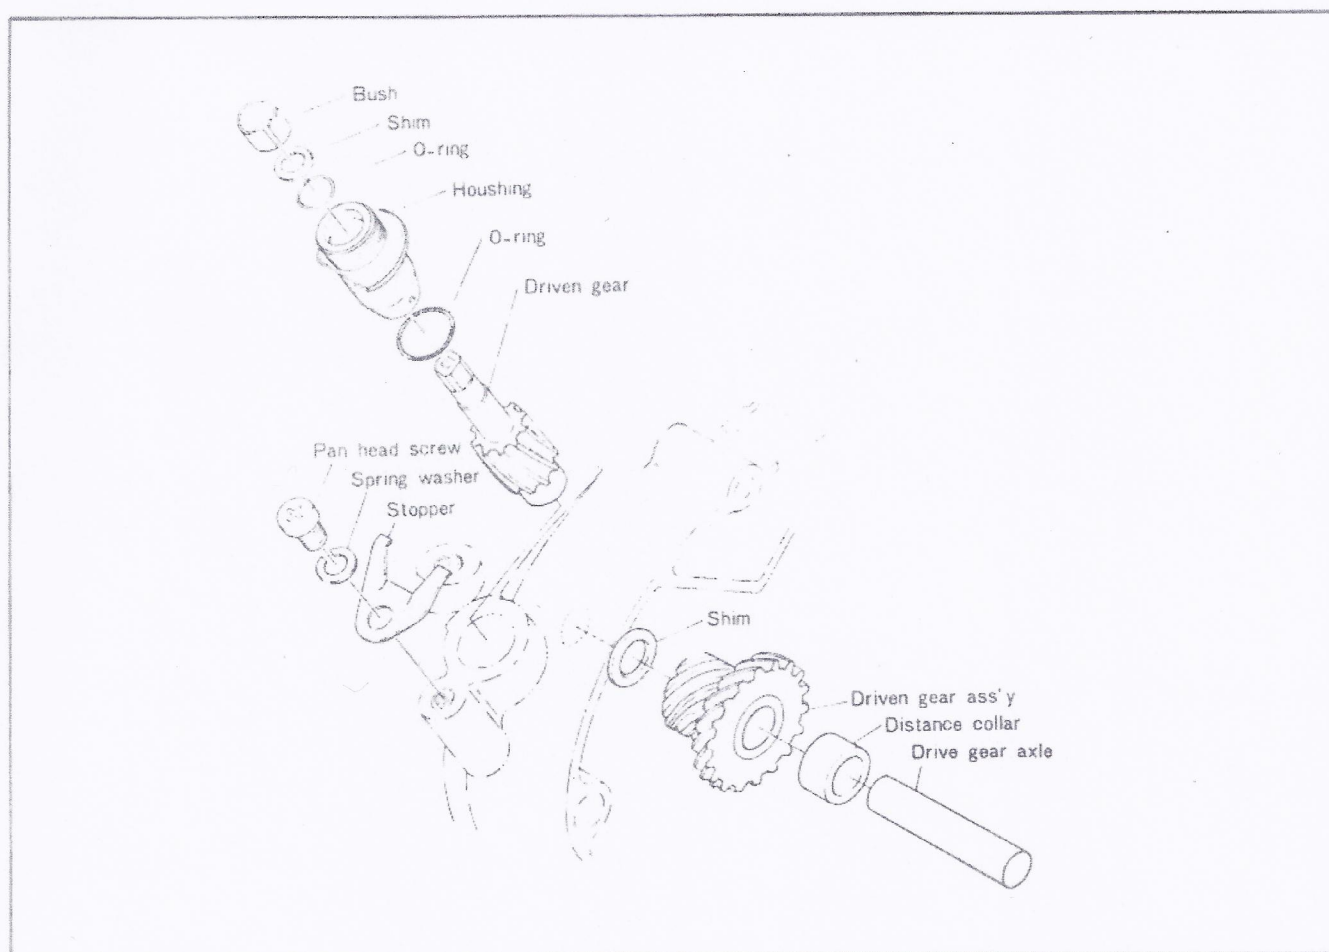 Bush
Shim
O-ring
Houshing
O-ring
Driven gear
Pan head screw
Spring washer
Stopper
Shim
Driven gear ass'y
Distance collar
Drive gear axle